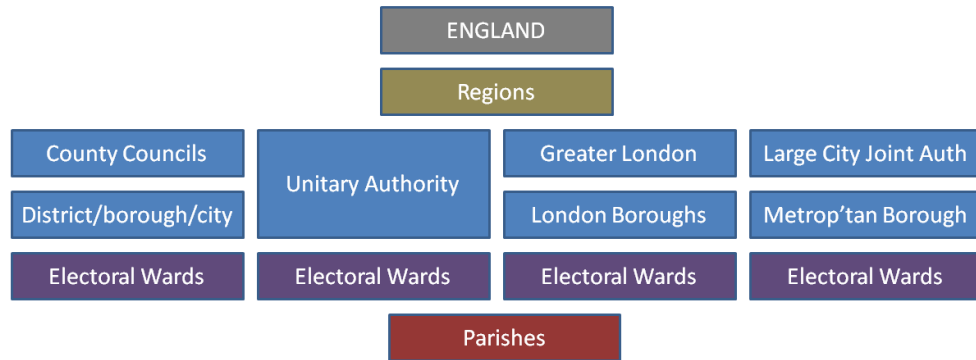 ENGLAND
Regions
County Councils
Unitary Authority
Greater London
Large City Joint Auth
District/borough/city
London Boroughs
Metrop’tan Borough
Electoral Wards
Electoral Wards
Electoral Wards
Electoral Wards
Parishes